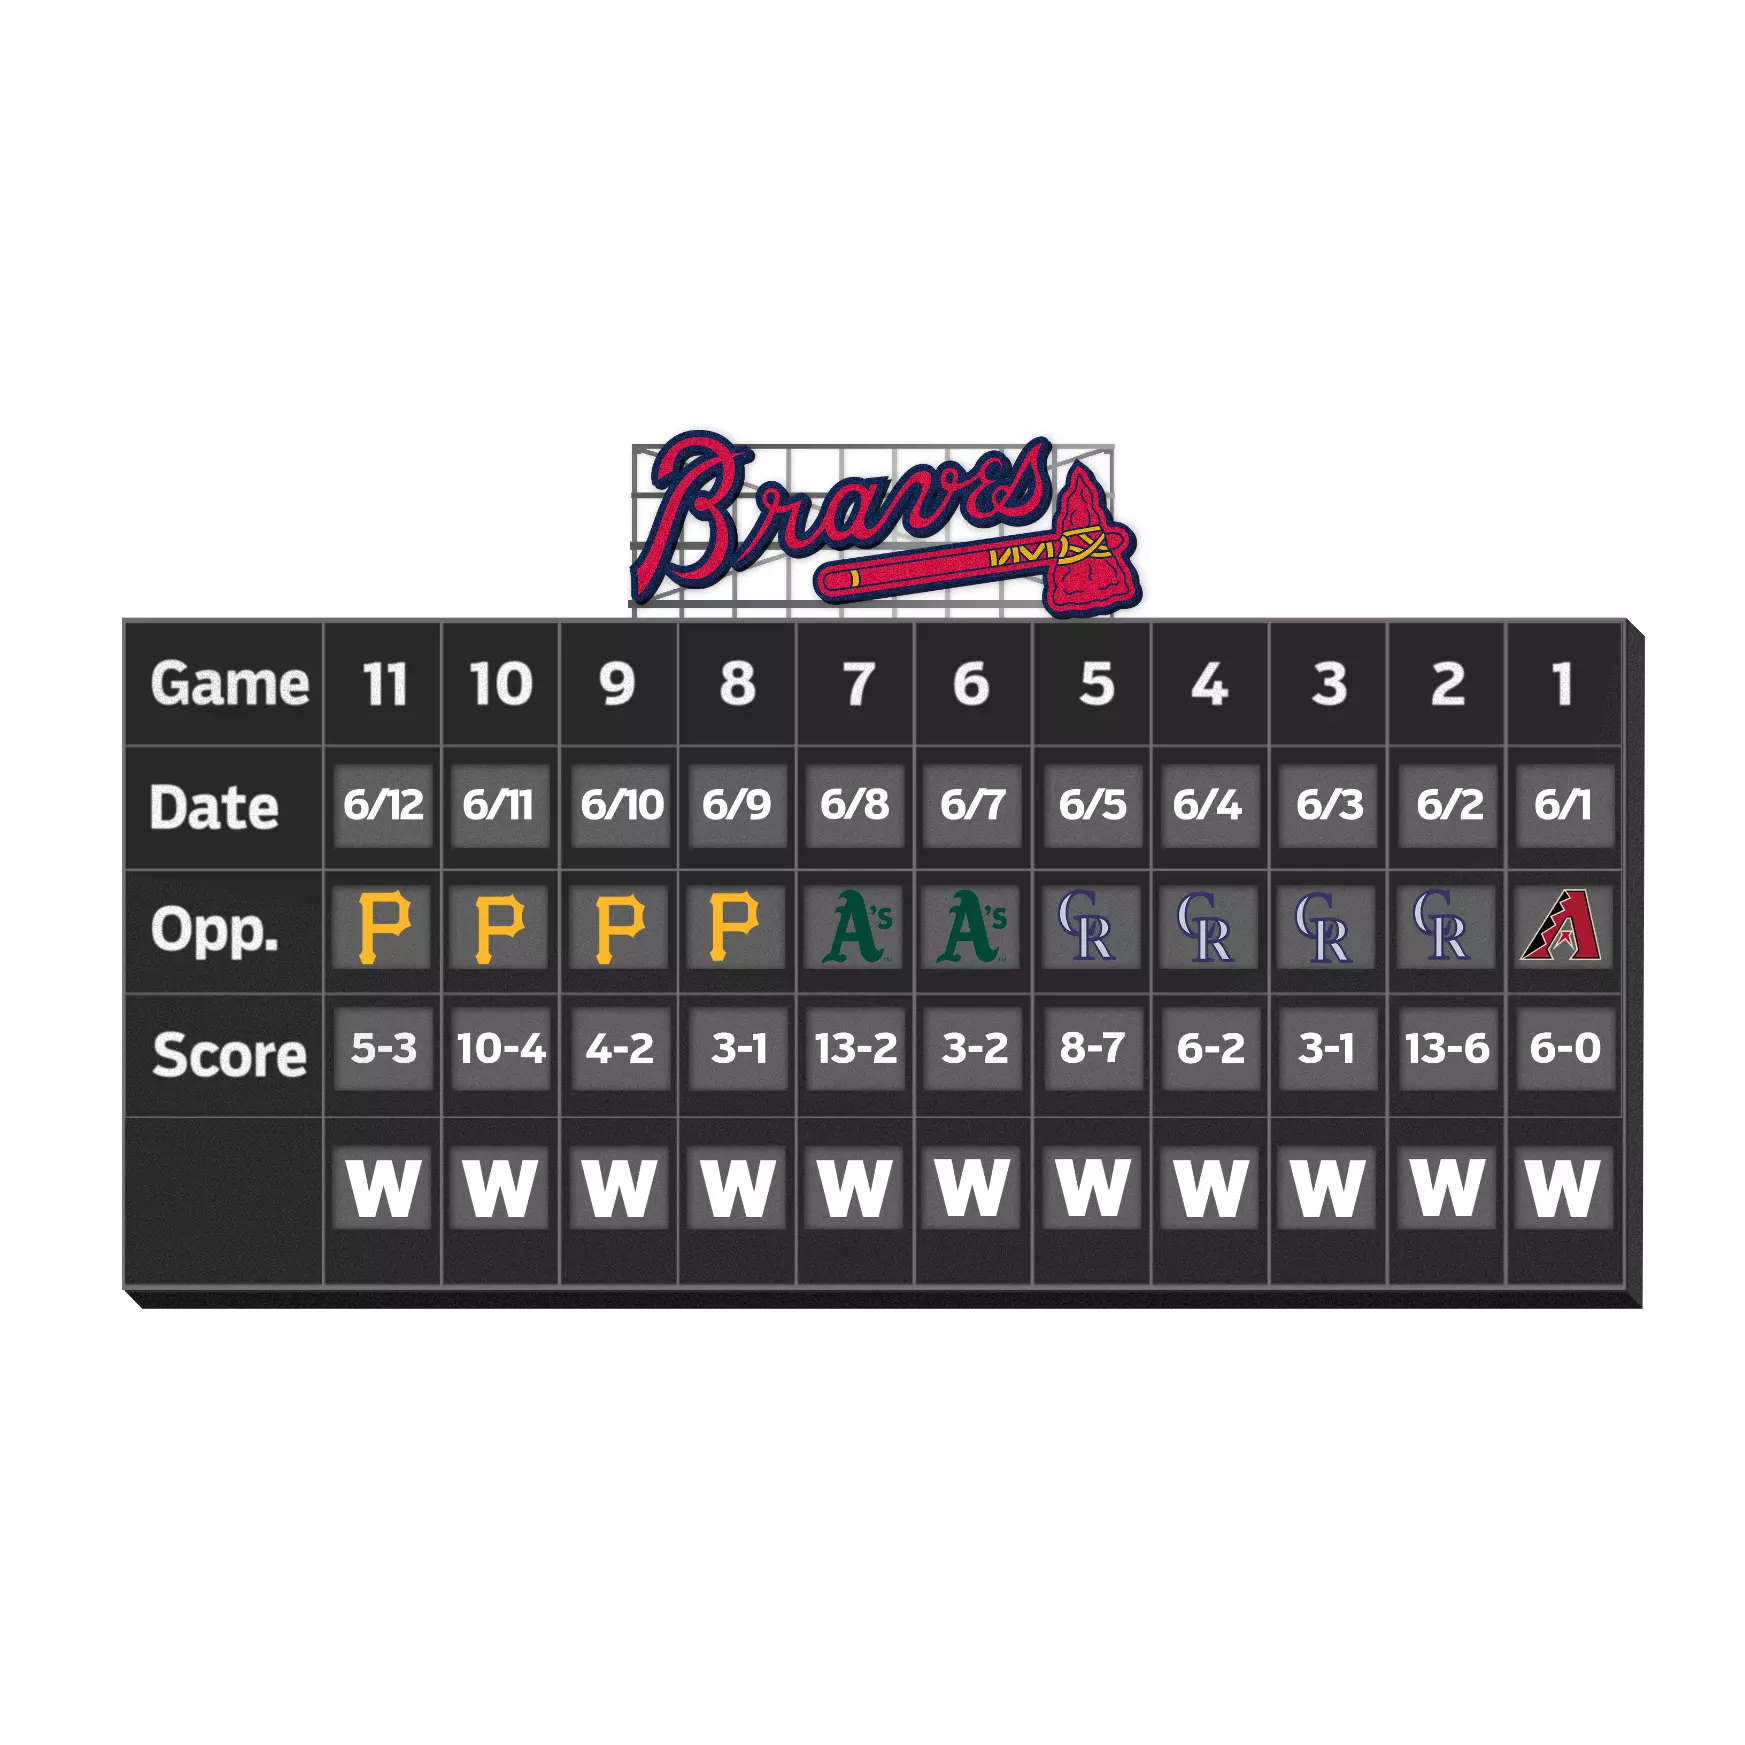 Braves
Game 11 10 9 8 7 6 5 4 3 2 1
Date 6/12 6/11 6/10 6/9 6/8 6/7 6/5 6/4 6/3 6/2 6/1
Opp. P P P P A's A's CR CR CR CR A
Score 5-3 10-4 4-2 3-1 13-2 3-2 8-7 6-2 3-1 13-6 6-0
W W W W W W W W W W W